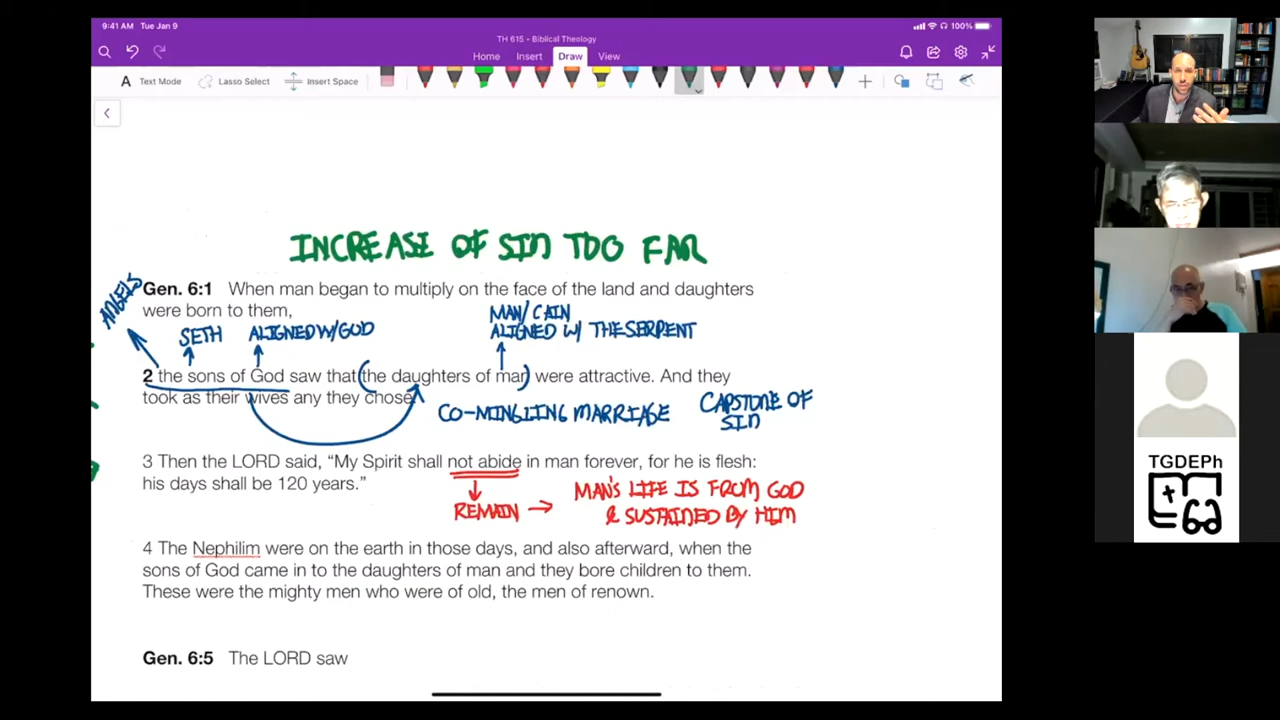 9:41 AM Tue Jan 9
100%
TH 615 - Biblical Theology
Home Insert Draw View
A Text Mode Lasso Select Insert Space
INCREASE OF SIN TOO FAR
Gen. 6:1 When man began to multiply on the face of the land and daughters
were born to them,
ANGELS
SETH ALIGNED W/ GOD
MAN/ CAIN
ALIGNED W/ THE SERPENT
2 the sons of God saw that (the daughters of man) were attractive. And they
took as their wives any they chose.
CO-MINGLING MARRIAGE
CAPSTONE OF
SIN
3 Then the LORD said, “My Spirit shall not abide in man forever, for he is flesh:
his days shall be 120 years.”
REMAIN
MAN'S LIFE IS FROM GOD
& SUSTAINED BY HIM
4 The Nephilim were on the earth in those days, and also afterward, when the
sons of God came in to the daughters of man and they bore children to them.
These were the mighty men who were of old, the men of renown.
Gen. 6:5 The LORD saw
TGDEPh